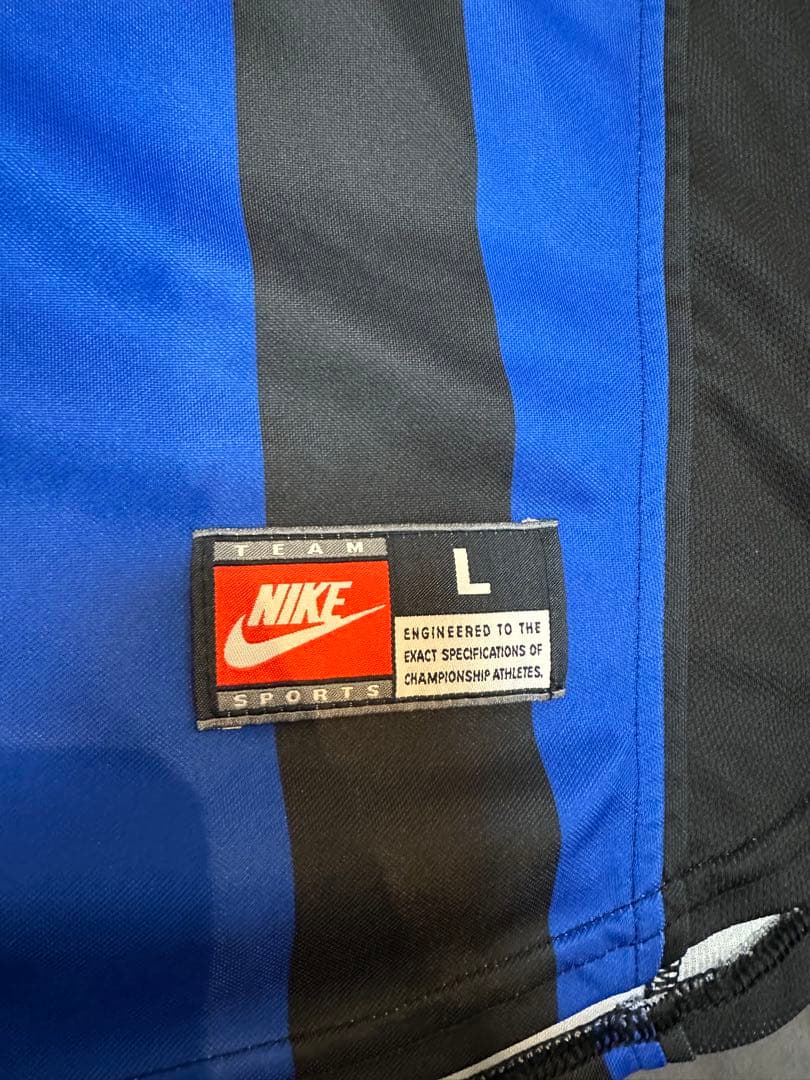 TEAM
NIKE
SPORTS
L
ENGINEERED TO THE
EXACT SPECIFICATIONS OF
CHAMPIONSHIP ATHLETES.